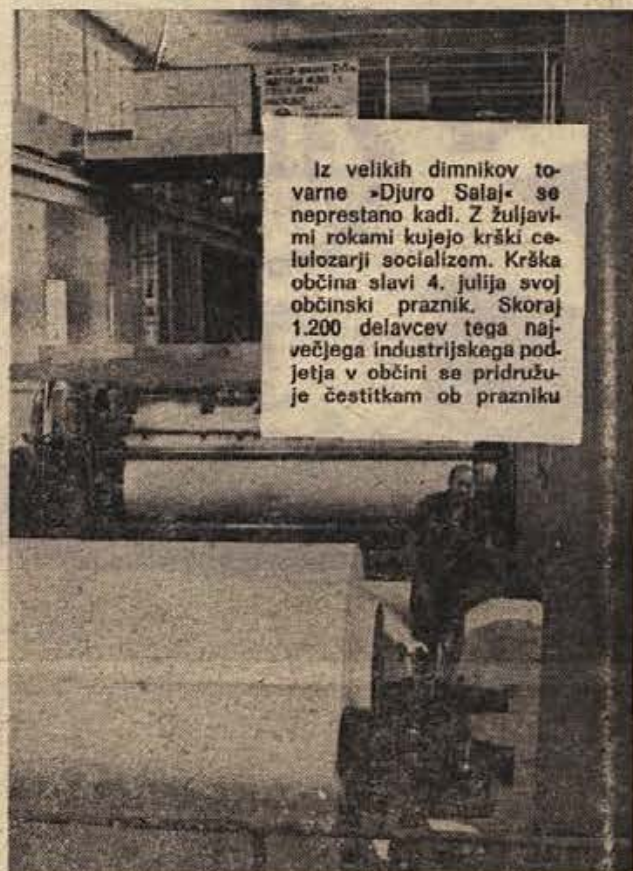 Iz velikih dimnikov to-
varne »Djuro Salaj« se
neprestano kadi. Z žuljavi-
mi rokami kujejo krški ce-
lulozarji socializem. Krška
občina slavi 4. julija svoj
občinski praznik. Skoraj
1.200 delavcev tega naj-
večjega industrijskega pod-
jetja v občini se pridružu-
je čestitkam ob prazniku